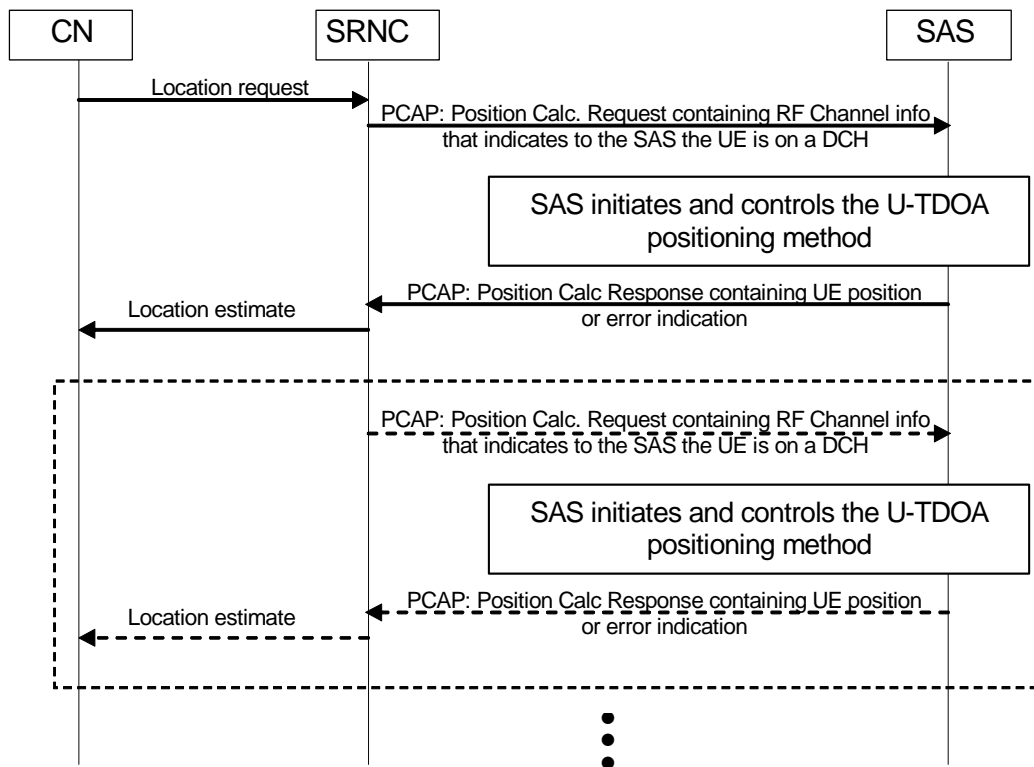 CN
SRNC
SAS
Location request
PCAP: Position Calc. Request containing RF Channel info
that indicates to the SAS the UE is on a DCH
SAS initiates and controls the U-TDOA
positioning method
PCAP: Position Calc Response containing UE position
or error indication
Location estimate
PCAP: Position Calc. Request containing RF Channel info
that indicates to the SAS the UE is on a DCH
SAS initiates and controls the U-TDOA
positioning method
PCAP: Position Calc Response containing UE position
or error indication
Location estimate